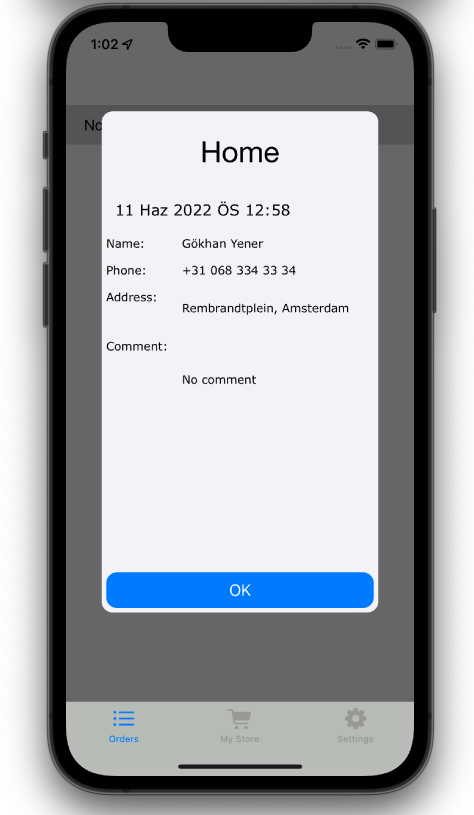 1:02
Home
11 Haz 2022 ÖS 12:58
Name: Gökhan Yener
Phone: +31 068 334 33 34
Address:
Rembrandtplein, Amsterdam
Comment:
No comment
OK
Orders My Store Settings